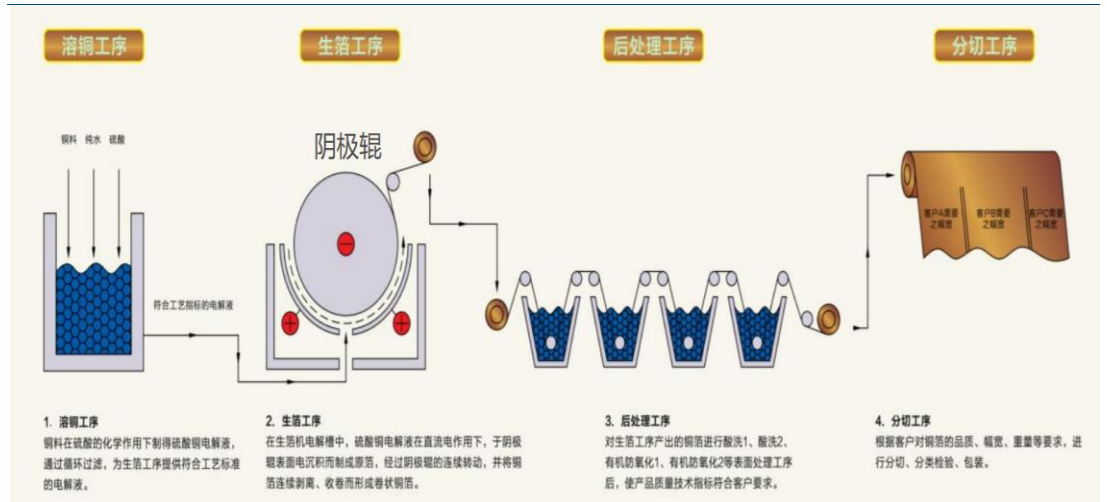 溶铜工序
生箔工序
后处理工序
分切工序
铜料 纯水 硫酸
阴极辊
符合工艺指标的电解液
客户A需要
之幅宽
客户B需要
之幅宽
客户C需要
之幅宽
1. 溶铜工序
铜料在硫酸的化学作用下制得硫酸铜电解液，
通过循环过滤，为生箔工序提供符合工艺标准
的电解液。
2. 生箔工序
在生箔机电解槽中，硫酸铜电解液在直流电作用下，于阴极
辊表面电沉积而制成原箔，经过阴极辊的连续转动，并将铜
箔连续剥离、收卷而形成卷状铜箔。
3. 后处理工序
对生箔工序产出的铜箔进行酸洗1、酸洗2、
有机防氧化1、有机防氧化2等表面处理工序
后，使产品质量技术指标符合客户要求。
4. 分切工序
根据客户对铜箔的品质、幅宽、重量等要求，进
行分切、分类检验、包装。